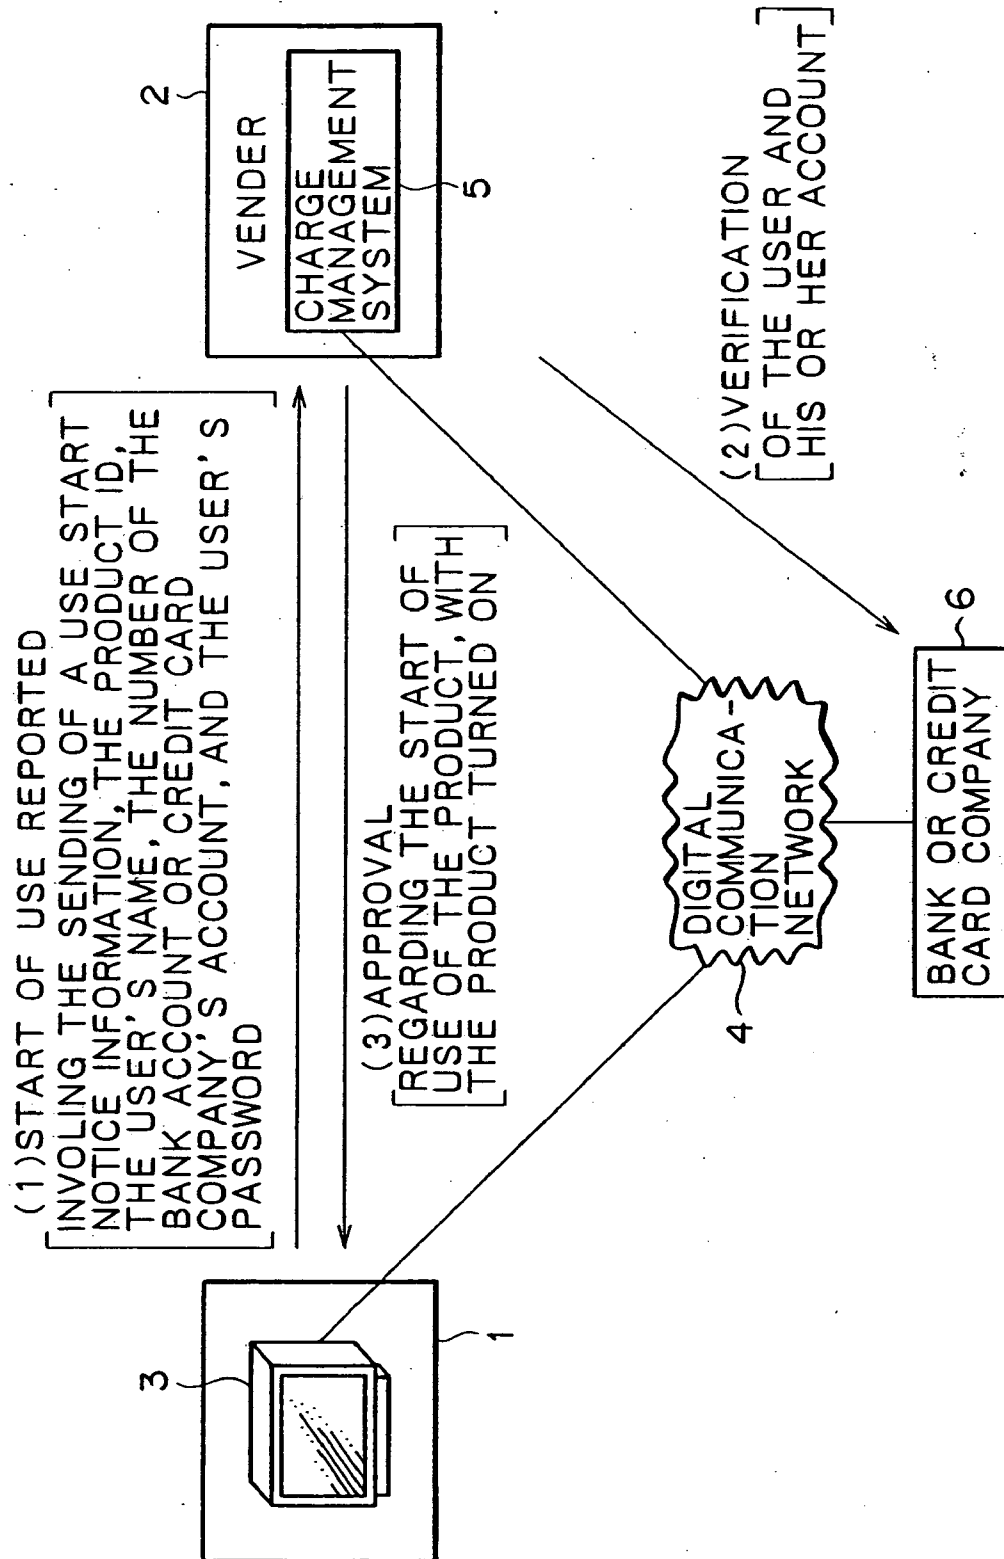 (1)START OF USE REPORTED
INVOLING THE SENDING OF A USE START
NOTICE INFORMATION, THE PRODUCT ID,
THE USER'S NAME, THE NUMBER OF THE
BANK ACCOUNT OR CREDIT CARD
COMPANY'S ACCOUNT, AND THE USER'S
PASSWORD
2
VENDER
CHARGE
MANAGEMENT
SYSTEM
5
3
1
(3)APPROVAL
REGARDING THE START OF
USE OF THE PRODUCT, WITH
THE PRODUCT TURNED ON
(2)VERIFICATION
OF THE USER AND
HIS OR HER ACCOUNT
DIGITAL
COMMUNICA-
TION
NETWORK
4
BANK OR CREDIT
CARD COMPANY
6